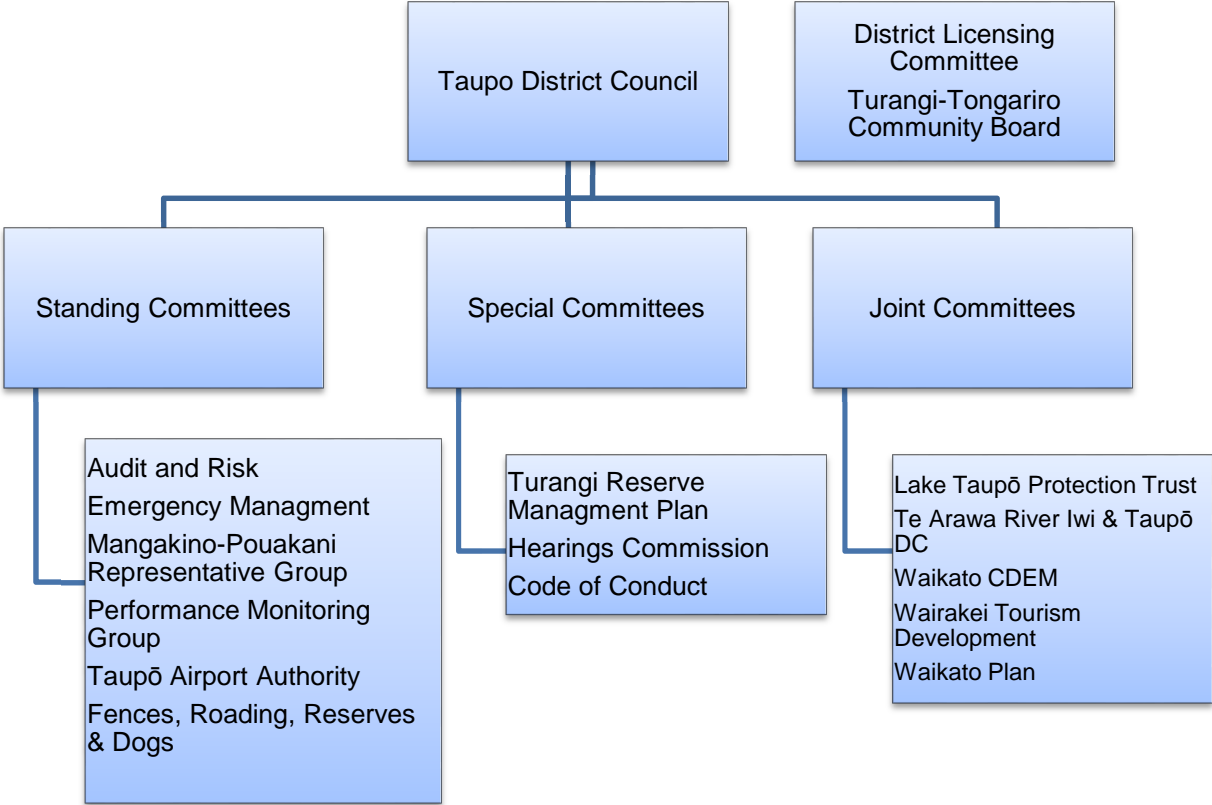 Taupo District Council
District Licensing
Committee
Turangi-Tongariro
Community Board
Standing Committees
Special Committees
Joint Committees
Audit and Risk
Emergency Managment
Mangakino-Pouakani
Representative Group
Performance Monitoring
Group
Taupō Airport Authority
Fences, Roading, Reserves
& Dogs
Turangi Reserve
Managment Plan
Hearings Commission
Code of Conduct
Lake Taupō Protection Trust
Te Arawa River Iwi & Taupō
DC
Waikato CDEM
Wairakei Tourism
Development
Waikato Plan